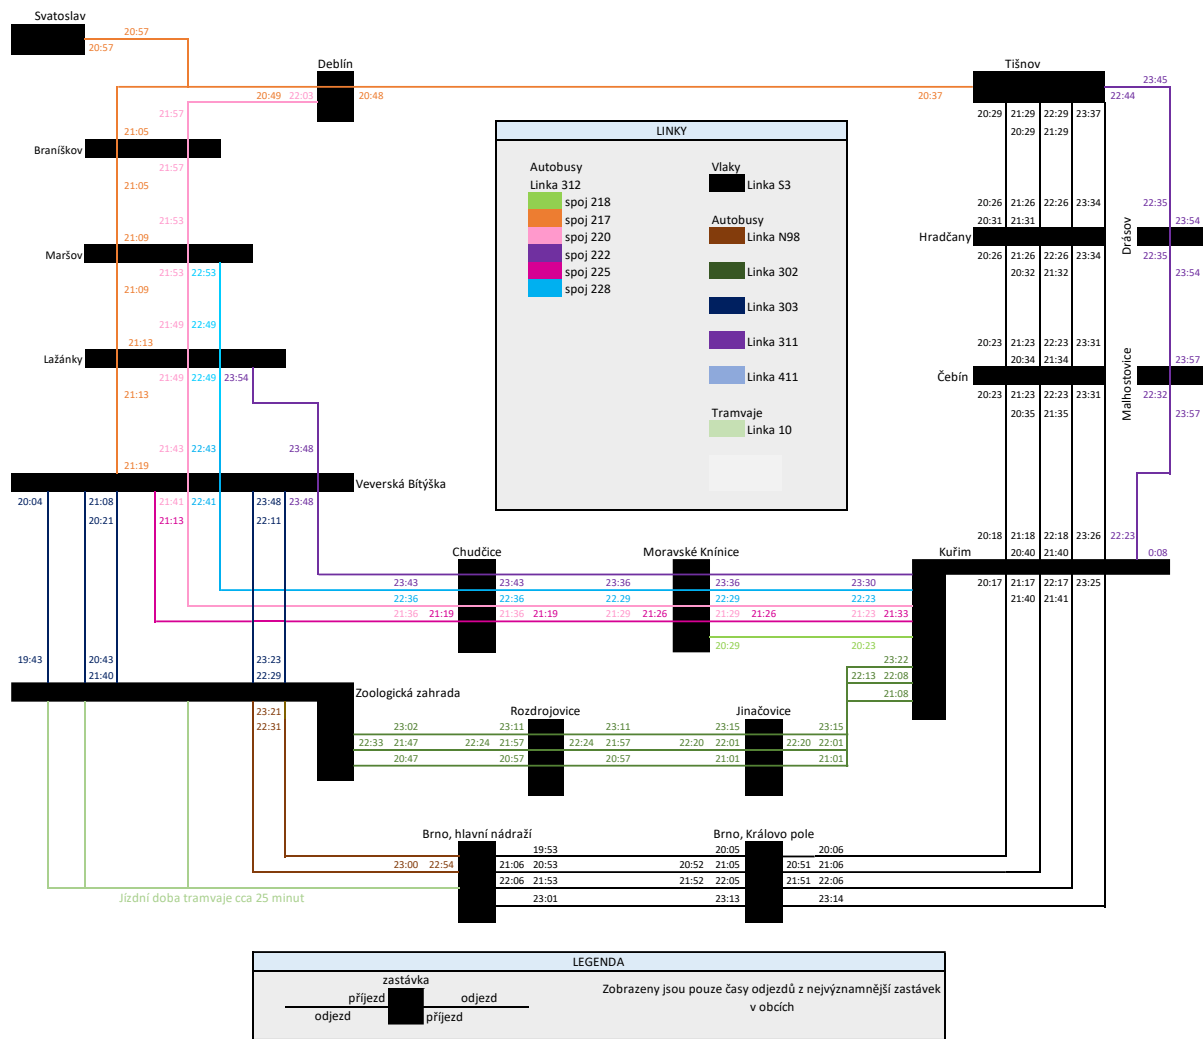 Svatoslav
20:57
20:57
Deblín
Tišnov
23:45
20:49 22:03
20:48
20:37
22:44
21:57
20:29 21:29 22:29 23:37
20:29 21:29
21:05
Braníškov
21:57
21:05
LINKY
Autobusy
Linka 312
spoj 218
spoj 217
spoj 220
spoj 222
spoj 225
spoj 228
Vlaky
Linka S3
Autobusy
Linka N98
Linka 302
Linka 303
Linka 311
Linka 411
Tramvaje
Linka 10
21:53
21:09
Maršov
21:53 22:53
21:09
20:26 21:26 22:26 23:34
20:31 21:31
Hradčany
20:26 21:26 22:26 23:34
20:32 21:32
22:35
23:54
Drásov
22:35
23:54
21:49 22:49
21:13
Lažánky
21:49 22:49 23:54
21:13
20:23 21:23 22:23 23:31
20:34 21:34
Čebín
20:23 21:23 22:23 23:31
20:35 21:35
Malhostovice
23:57
22:32
23:57
21:43 22:43
23:48
21:19
Veverská Bítýška
20:04 21:08 21:41 22:41 23:48 23:48
20:21 21:13 22:11
20:18 21:18 22:18 23:26 22:23
20:40 21:40
0:08
Chudčice
Moravské Knínice
Kuřim
20:17 21:17 22:17 23:25
21:40 21:41
23:43 23:43 23:36 23:36 23:30
22:36 22:36 22:29 22:29 22:23
21:36 21:19 21:36 21:19 21:29 21:26 21:29 21:26 21:23 21:33
20:29 20:23
19:43 20:43 23:23
21:40 22:29
23:22
22:13 22:08
21:08
Zoologická zahrada
23:21
22:31
Rozdrojovice
Jinačovice
23:02 23:11 23:11 23:15 23:15
22:33 21:47 22:24 21:57 22:24 21:57 22:20 22:01 22:20 22:01
20:47 20:57 20:57 21:01 21:01
Brno, hlavní nádraží
Brno, Královo pole
19:53 20:05 20:06
23:00 22:54 21:06 20:53 20:52 21:05 20:51 21:06
22:06 21:53 21:52 22:05 21:51 22:06
23:01 23:13 23:14
Jízdní doba tramvaje cca 25 minut
LEGENDA
zastávka
příjezd odjezd
odjezd příjezd
Zobrazeny jsou pouze časy odjezdů z nejvýznamnější zastávek
v obcích